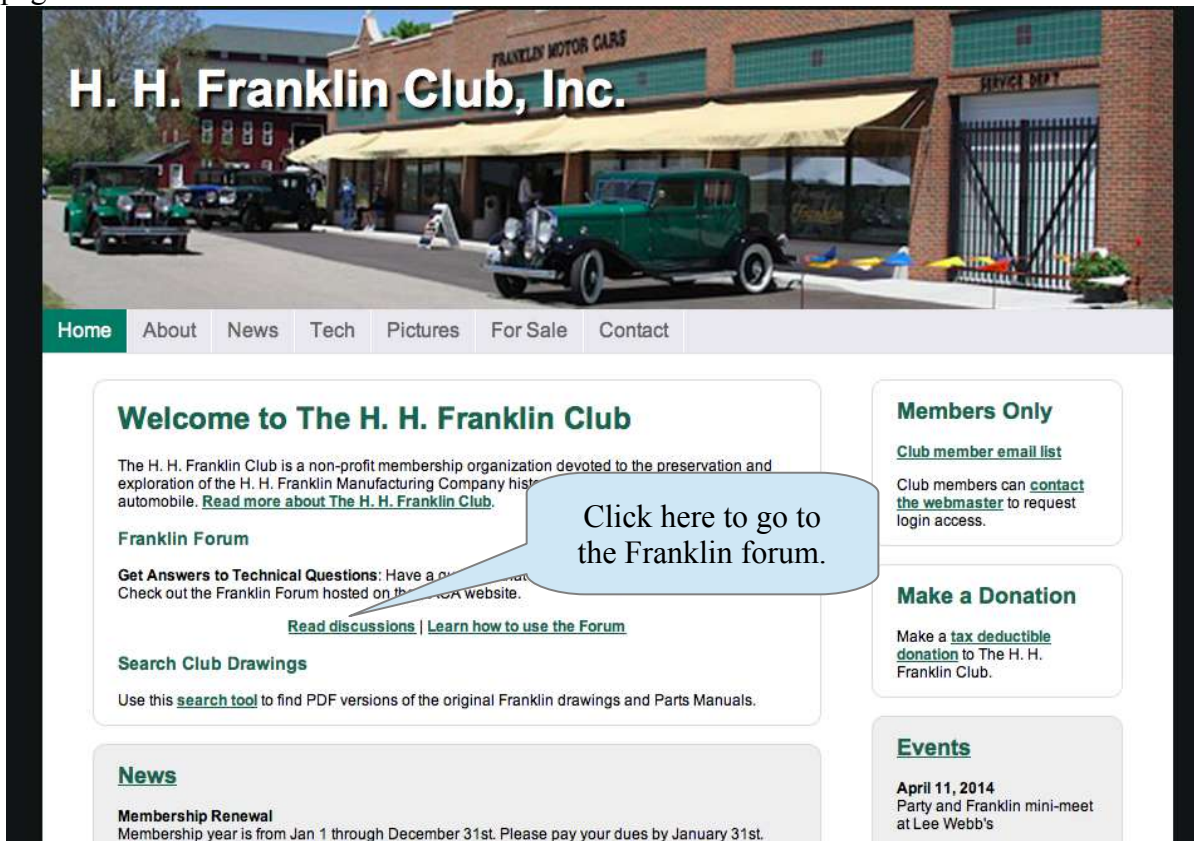 pag
FRANKLIN MOTOR CARS
SERVICE DEPT
H. H. Franklin Club, Inc.
Franklin
Home About News Tech Pictures For Sale Contact
Welcome to The H. H. Franklin Club
The H. H. Franklin Club is a non-profit membership organization devoted to the preservation and
exploration of the H. H. Franklin Manufacturing Company
automobile. Read more about The H. H. Franklin Club.
Franklin Forum
Get Answers to Technical Questions: Have a
Check out the Franklin Forum hosted on website.
Read discussions | Learn how to use the Forum
Search Club Drawings
Use this search tool to find PDF versions of the original Franklin drawings and Parts Manuals.
News
Membership Renewal
Membership year is from Jan 1 through December 31st. Please pay your dues by January 31st.
Click here to go to
the Franklin forum.
Members Only
Club member email list
Club members can contact
the webmaster to request
login access.
Make a Donation
Make a tax deductible
donation to The H. H.
Franklin Club.
Events
April 11, 2014
Party and Franklin mini-meet
at Lee Webb's